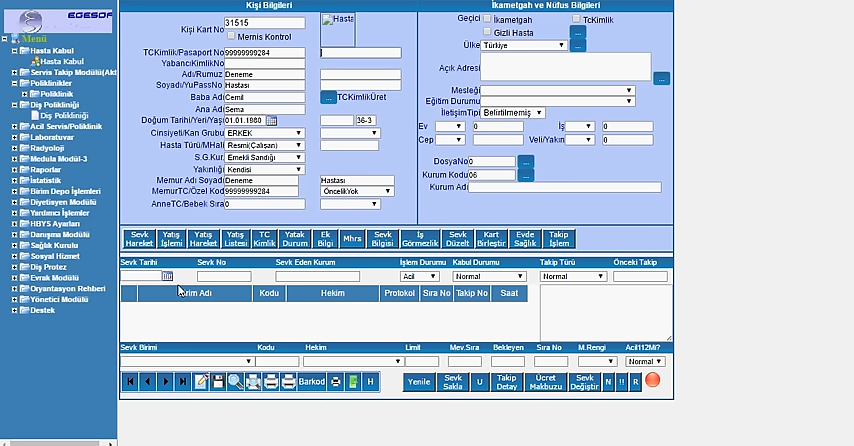 EGESOF
Menü
Hasta Kabul
Hasta Kabul
Servis Takip Modülü(Akt
Poliklinikler
Poliklinik
Diş Polikliniği
Diş Polikliniği
Acil Servis/Poliklinik
Laboratuvar
Radyoloji
Medula Modül-3
Raporlar
İstatistik
Birim Depo İşlemleri
Diyetisyen Modülü
Yardımcı İşlemler
HBYS Ayarları
Danışma Modülü
Sağlık Kurulu
Sosyal Hizmet
Diş Protez
Evrak Modülü
Oryantasyon Rehberi
Yönetici Modülü
Destek
Kişi Bilgileri
Kişi Kart No 31515
Mernis Kontrol
Hasta
TCKimlik/Pasaport No 99999999284
YabancıKimlikNo
Adı/Rumuz Deneme
Soyadı/YuPassNo Hastası
Baba Adı Cemil ... TCKimlikÜret
Ana Adı Sema
Doğum Tarihi/Yeri/Yaşı 01.01.1980 36-3
Cinsiyeti/Kan Grubu ERKEK
Hasta Türü/MHali Resmi(Çalışan)
S.G.Kur. Emekli Sandığı
Yakınlığı Kendisi
Memur Adı Soyadı Deneme Hastası
MemurTC/Özel Kod 99999999284 ÖncelikYok
AnneTC/Bebek Sıra 0
İkametgah ve Nüfus Bilgileri
Geçici İkametgah TcKimlik
Gizli Hasta ...
Ülke Türkiye ...
Açık Adresi ...
Mesleği
Eğitim Durumu
İletişimTipi Belirtilmemiş
Ev 0 İş 0
Cep Veli/Yakın 0
DosyaNo 0 ...
Kurum Kodu 06 ...
Kurum Adı
Sevk Hareket Yatış İşlemi Yatış Hareket Yatış Listesi TC Kimlik Yatak Durum Ek Bilgi Mhrs Sevk Bilgisi İş Görmezlik Sevk Düzelt Kart Birleştir Evde Sağlık Takip İşlem
Sevk Tarihi Sevk No Sevk Eden Kurum İşlem Durumu Kabul Durumu Takip Türü Önceki Takip
Acil Normal Normal
Birim Adı Kodu Hekim Protokol Sıra No Takip No Saat
Sevk Birimi Kodu Hekim Limit Mev.Sıra Bekleyen Sıra No M.Rengi Acil112Mi?
Normal
Barkod H Yenile Sevk Sakla U Takip Detay Ücret Makbuzu Sevk Değiştir N !! R